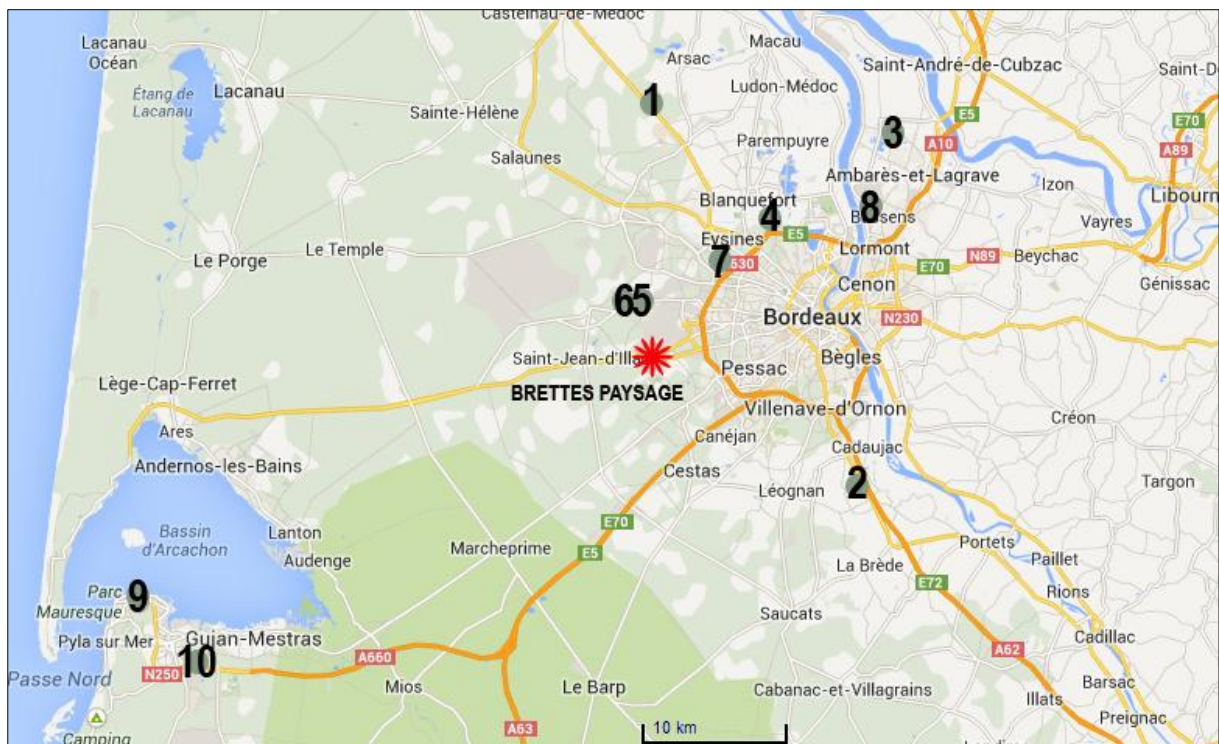 Castelnau-de-Médoc
Lacanau
Océan
Étang de
Lacanau
Lacanau
Sainte-Hélène
Salaunes
Arsac
1
Macau
Ludon-Médoc
Parempuyre
Saint-André-de-Cubzac
Saint-D
3
E5
A10
E70
A89
Ambarès-et-Lagrave
Izon
Libourn
Vayres
Blanquefort
4
8
E5
Eysines
Lormont
7
630
Le Temple
Le Porge
N89
E70
Beychac
Génissac
Cenon
65
Bordeaux
N230
Saint-Jean-d'Illa
BRETTES PAYSAGE
Pessac
Bègles
Lège-Cap-Ferret
Ares
Andernos-les-Bains
Villenave-d'Ornon
Créon
Canéjan
Cadaujac
Cestas
Léognan
2
Targon
E70
E5
Bassin
d'Arcachon
Lanton
Audenge
Marcheprime
Portets
Paillet
La Brède
E72
Rions
Parc
Mauresque
9
Saucats
Cadillac
Pyla sur Mer
Gujan-Mestras
10
N250
A660
A62
Barsac
Passe Nord
Mios
Le Barp
Cabanac-et-Villagrains
Illats
Preignac
A63
10 km
Camping